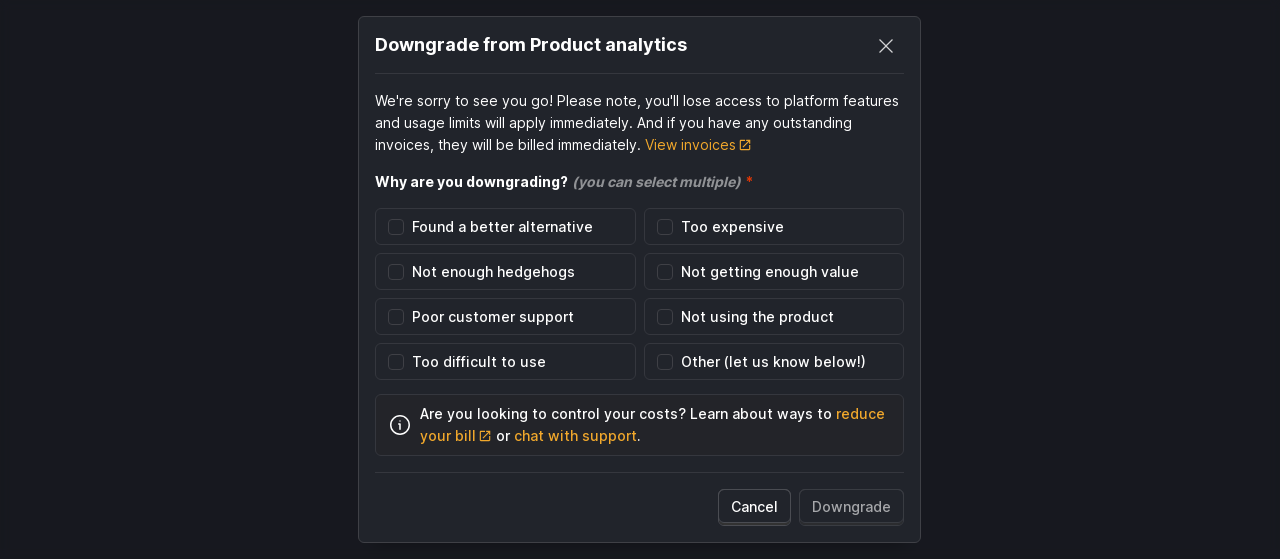 Downgrade from Product analytics
We're sorry to see you go! Please note, you'll lose access to platform features
and usage limits will apply immediately. And if you have any outstanding
invoices, they will be billed immediately. View invoices
Why are you downgrading? (you can select multiple) *
Found a better alternative
Too expensive
Not enough hedgehogs
Not getting enough value
Poor customer support
Not using the product
Too difficult to use
Other (let us know below!)
Are you looking to control your costs? Learn about ways to reduce
your bill or chat with support.
Cancel
Downgrade